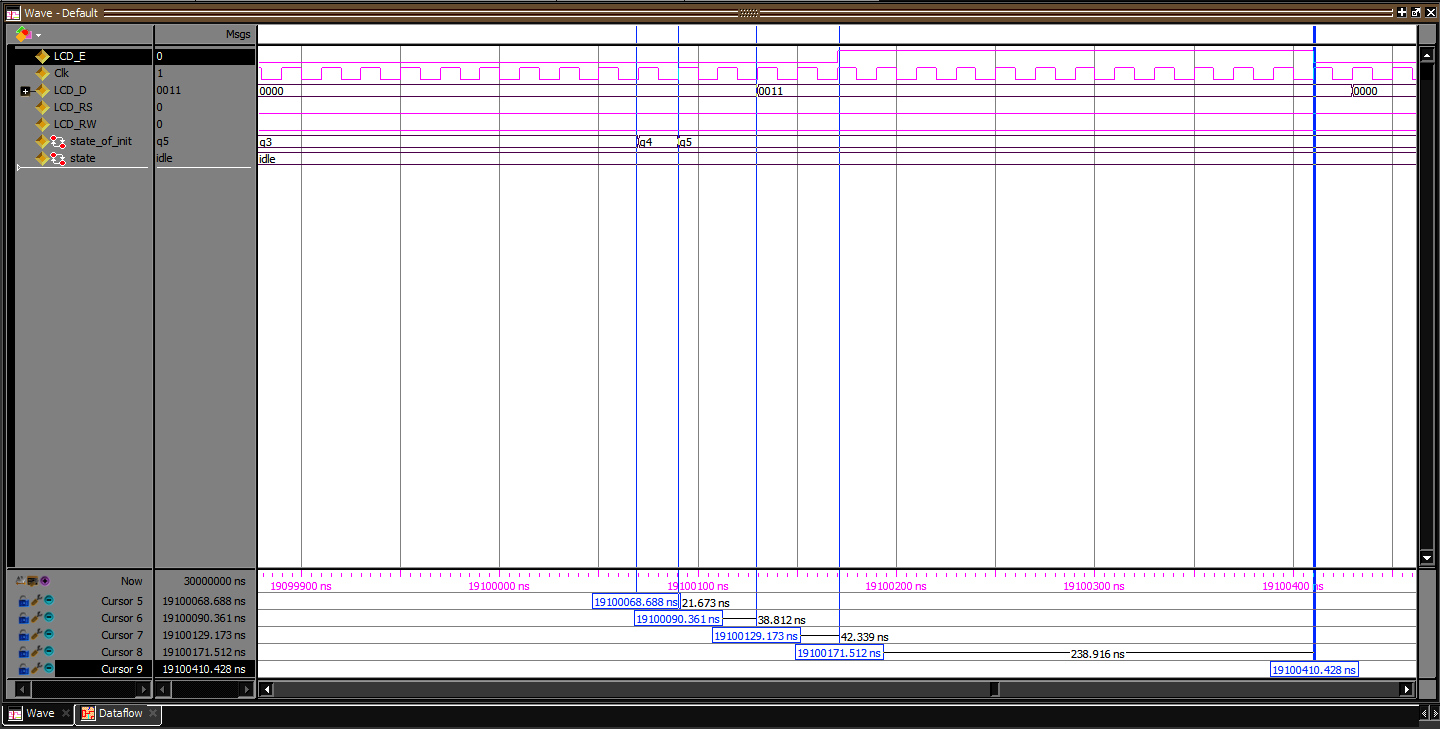 Wave - Default
Msgs
LCD_E 0
Clk 1
LCD_D 0011 0000 0011 0000
LCD_RS 0
LCD_RW 0
state_of_init q5 q3 q4 q5
state idle idle
Now 30000000 ns 19099900 ns 19100000 ns 19100100 ns 19100200 ns 19100300 ns 19100400 ns
Cursor 5 19100068.688 ns 19100068.688 ns 21.673 ns
Cursor 6 19100090.361 ns 19100090.361 ns 38.812 ns
Cursor 7 19100129.173 ns 19100129.173 ns 42.339 ns
Cursor 8 19100171.512 ns 19100171.512 ns 238.916 ns
Cursor 9 19100410.428 ns 19100410.428 ns
Wave Dataflow